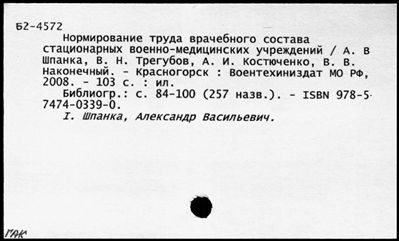 Б2-4572
Нормирование труда врачебного состава
стационарных военно-медицинских учреждений / А. В
Шпанка, В. Н. Трегубов, А. И. Костюченко, В. В.
Наконечный. - Красногорск : Воентехиниздат МО РФ,
2008. - 103 с. : ил.
Библиогр.: с. 84-100 (257 назв.). - ISBN 978-5
7474-0339-0.
I. Шпанка, Александр Васильевич.
ГАК